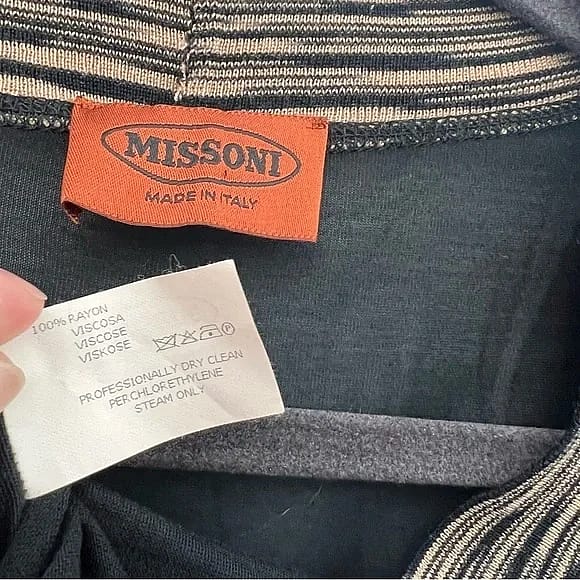 MISSONI
MADE IN ITALY
100% RAYON
VISCOSA
VISCOSE
VISKOSE
P
PROFESSIONALLY DRY CLEAN
PERCHLORETHYLENE
STEAM ONLY